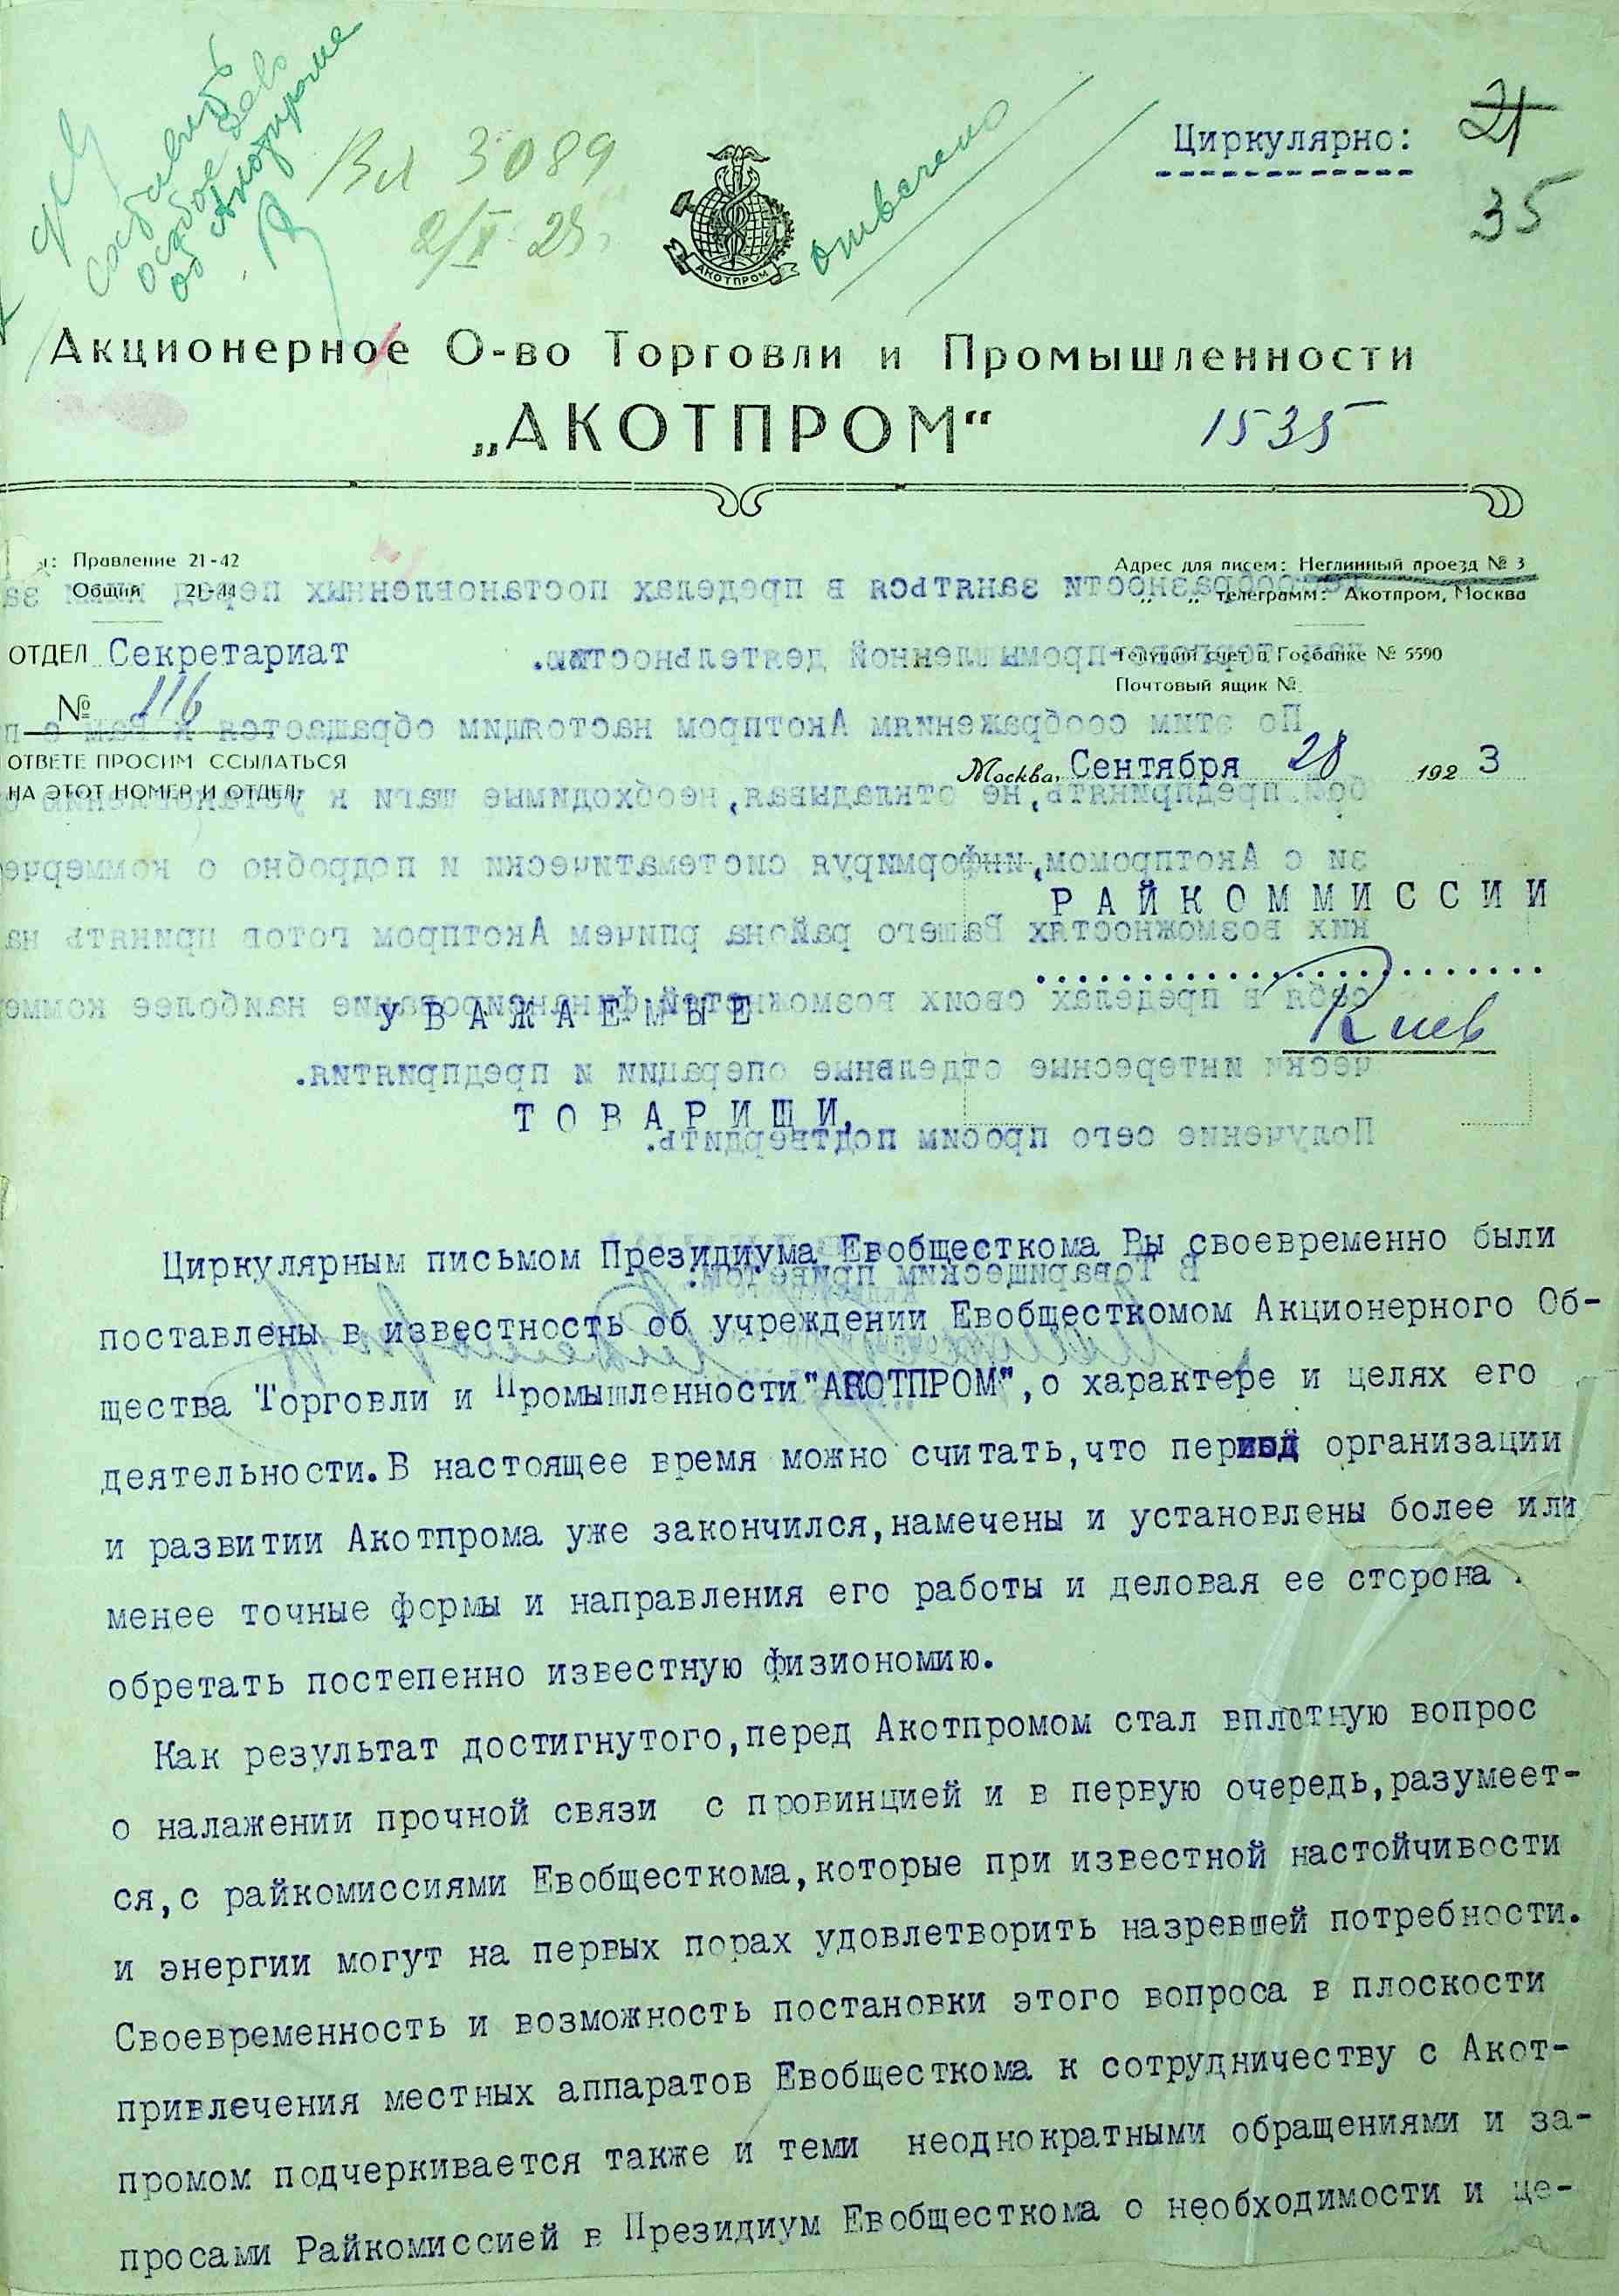 составить
особое дело
об Акотпроме
Вх 3089
2/X 23
отвечено
Циркулярно:
21
35
АКОТПРОМ
Акционерное О-во Торговли и Промышленности
„АКОТПРОМ“
1535
Правление 21-42
Общий 21-44
Адрес для писем: Неглинный проезд № 3
„ „ телеграмм: Акотпром, Москва
Текущий счет в Госбанке № 5590
Почтовый ящик №
ОТДЕЛ Секретариат
№ 116
ОТВЕТЕ ПРОСИМ ССЫЛАТЬСЯ
НА ЭТОТ НОМЕР И ОТДЕЛ
Москва, Сентября 28 1923
РАЙКОММИССИИ
Киев
УВАЖАЕМЫЕ
ТОВАРИЩИ,
Циркулярным письмом Президиума Евобщесткома Вы своевременно были
поставлены в известность об учреждении Евобщесткомом Акционерного Об-
щества Торговли и Промышленности "АКОТПРОМ", о характере и целях его
деятельности. В настоящее время можно считать, что период организации
и развитии Акотпрома уже закончился, намечены и установлены более или
менее точные формы и направления его работы и деловая ее сторона
обретать постепенно известную физиономию.
Как результат достигнутого, перед Акотпромом стал вплотную вопрос
о налажении прочной связи с провинцией и в первую очередь, разумеет-
ся, с райкомиссиями Евобщесткома, которые при известной настойчивости
и энергии могут на первых порах удовлетворить назревшей потребности.
Своевременность и возможность постановки этого вопроса в плоскости
привлечения местных аппаратов Евобщесткома к сотрудничеству с Акот-
промом подчеркивается также и теми неоднократными обращениями и за-
просами Райкомиссией в Президиум Евобщесткома о необходимости и це-